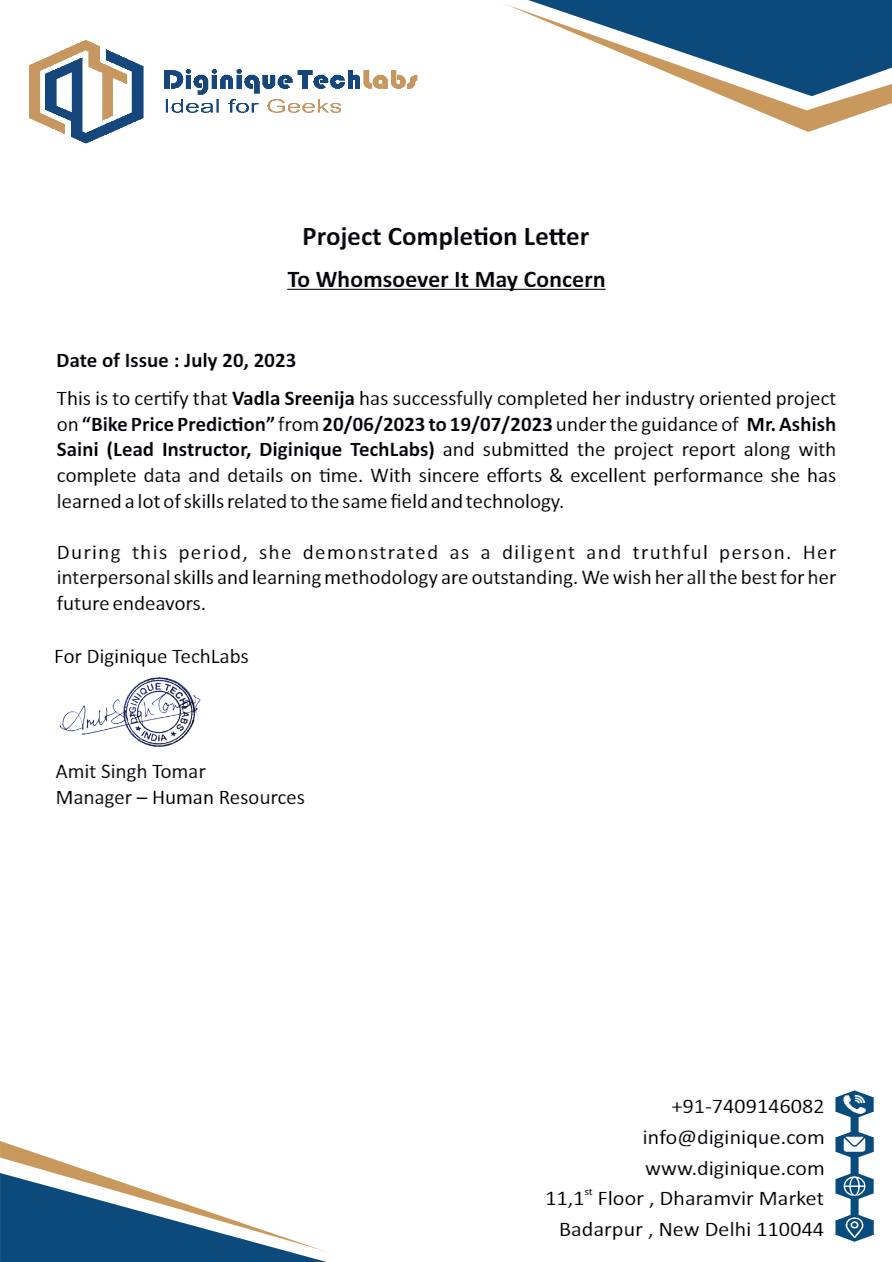 Diginique TechLabs
Ideal for Geeks
Project Completion Letter
To Whomsoever It May Concern
Date of Issue : July 20, 2023
This is to certify that Vadla Sreenija has successfully completed her industry oriented project
on “Bike Price Prediction” from 20/06/2023 to 19/07/2023 under the guidance of Mr. Ashish
Saini (Lead Instructor, Diginique TechLabs) and submitted the project report along with
complete data and details on time. With sincere efforts & excellent performance she has
learned a lot of skills related to the same field and technology.
During this period, she demonstrated as a diligent and truthful person. Her
interpersonal skills and learning methodology are outstanding. We wish her all the best for her
future endeavors.
For Diginique TechLabs
Amit Singh Tomar
DIGINIQUE TECH LABS
★ INDIA ★
Amit Singh Tomar
Manager – Human Resources
+91-7409146082
info@diginique.com
www.diginique.com
11,1st Floor , Dharamvir Market
Badarpur , New Delhi 110044